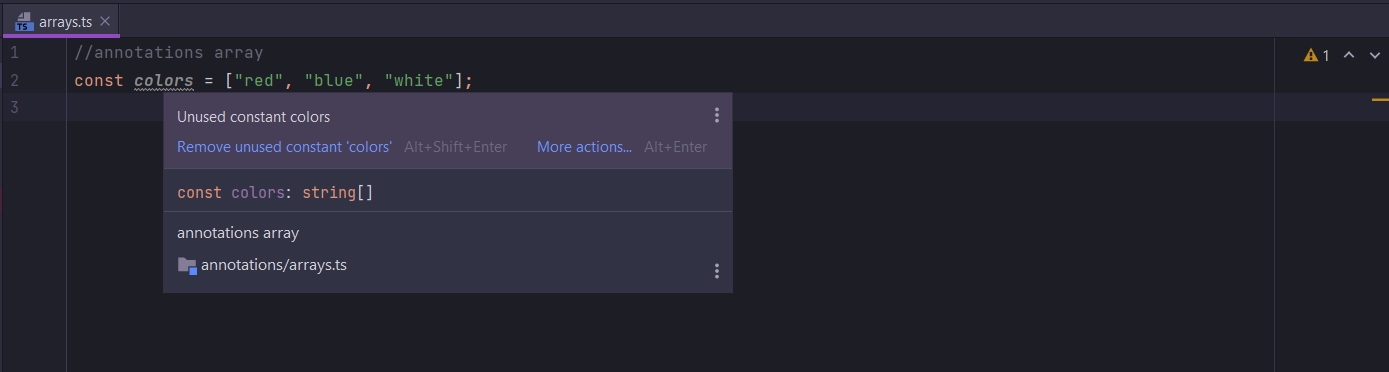 TS arrays.ts
1 //annotations array ⚠ 1
2 const colors = ["red", "blue", "white"];
3
Unused constant colors
Remove unused constant 'colors' Alt+Shift+Enter More actions... Alt+Enter
const colors: string[]
annotations array
annotations/arrays.ts